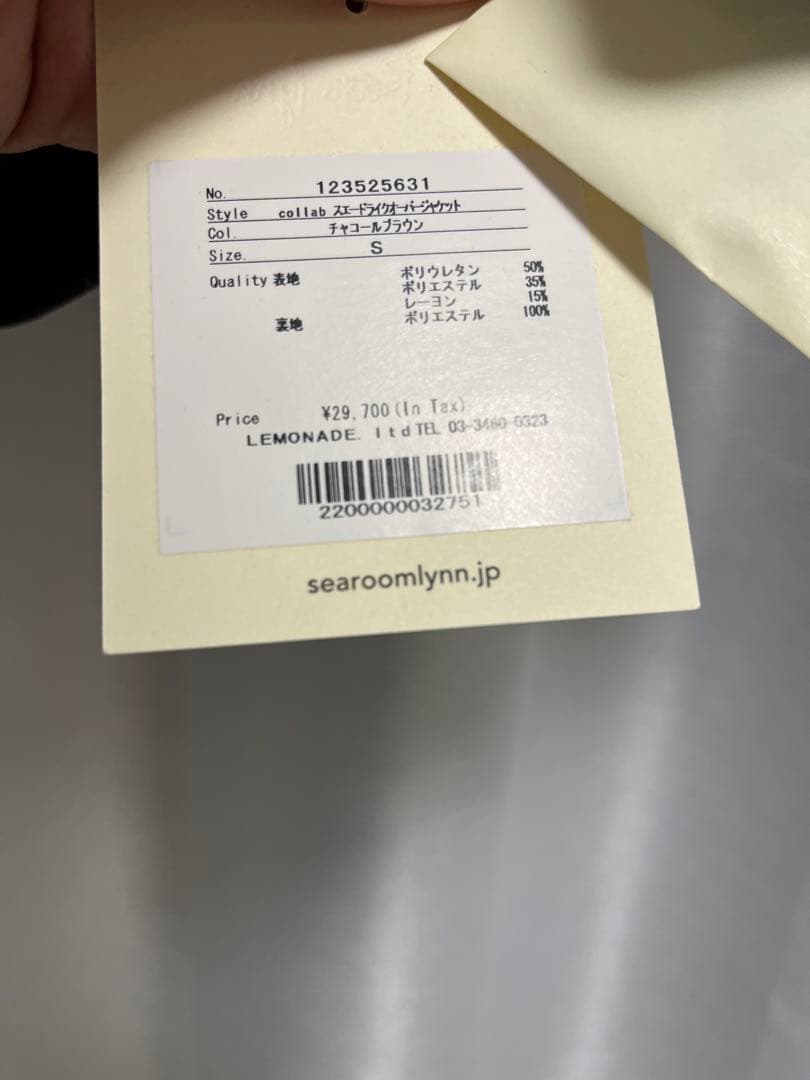 No. 123525631
Style collab スエードライクオーバージャケット
Col. チャコールブラウン
Size. S
Quality 表地 ポリウレタン 50%
ポリエステル 35%
レーヨン 15%
裏地 ポリエステル 100%
Price ¥29,700(In Tax)
LEMONADE. ltd TEL 03-3460-0323
2200000032751
searoomlynn.jp